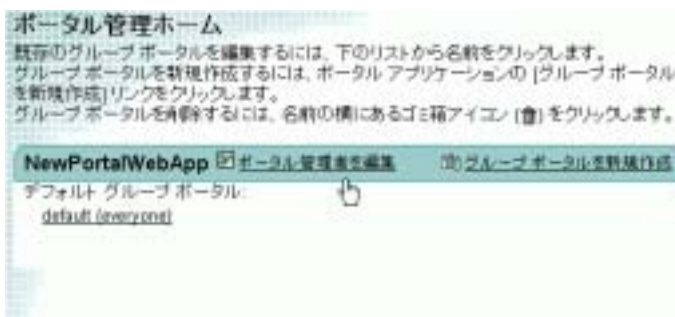 ポータル管理ホーム
既存のグループ ポータルを編集するには、下のリストから名前をクリックします。
グループ ポータルを新規作成するには、ポータル アプリケーションの [グループ ポータル
を新規作成] リンクをクリックします。
グループ ポータルを削除するには、名前の横にあるゴミ箱アイコン (🗑) をクリックします。
NewPortalWebApp ポータル管理者を編集 グループ ポータルを新規作成
デフォルト グループ ポータル:
default (everyone)